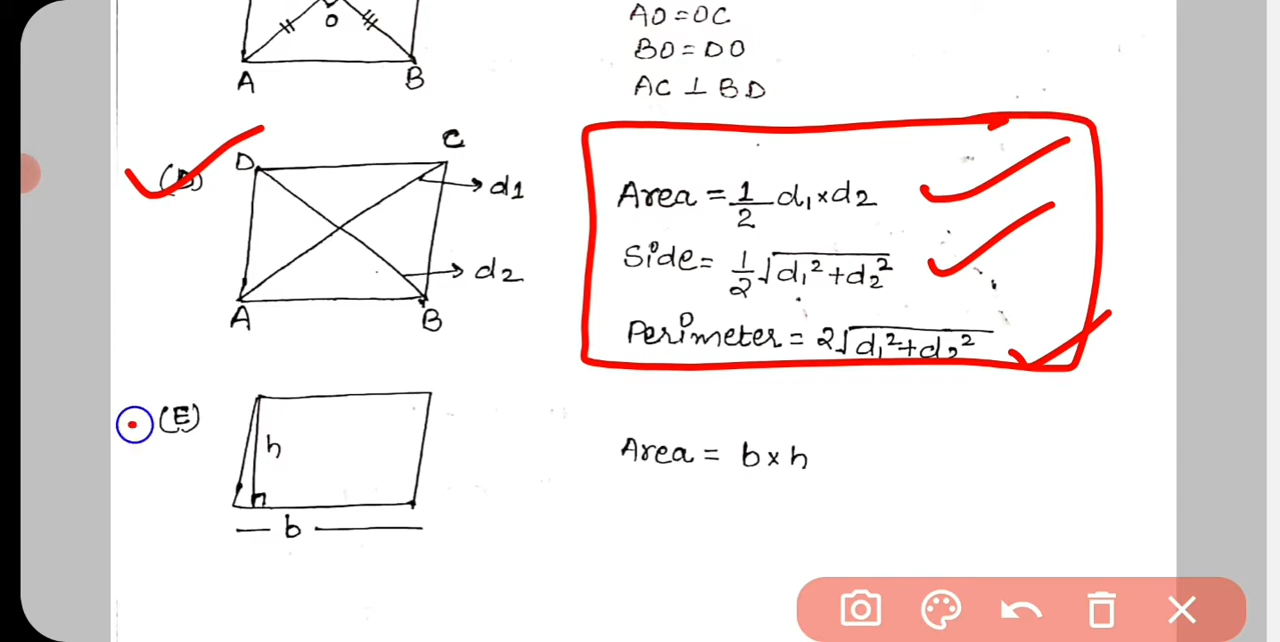 O
A B
AO = OC
BO = DO
AC ⊥ BD
(D) D C
d1
d2
A B
Area = 1/2 d₁ × d2
Side = 1/2 √d₁² + d₂²
Perimeter = 2√d₁² + d₂²
(E)
h
b
Area = b × h